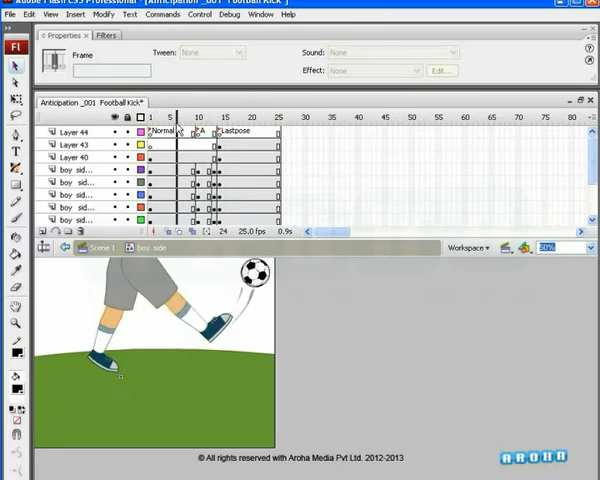 Adobe Flash CS3 Professional - [Anticipation _001 Football Kick*]
File Edit View Insert Modify Text Commands Control Debug Window Help
Properties Filters
Frame
Tween: None
Sound: None
Effect: None Edit...
Anticipation _001 Football Kick*
1 5 10 15 20 25 30 35 40 45 50 55 60 65 70 75 80
Layer 44 Normal A Lastpose
Layer 43
Layer 40
boy sid...
boy sid...
boy sid...
boy sid...
boy sid...
24 25.0 fps 0.9s
Scene 1 boy side Workspace 50%
© All rights reserved with Aroha Media Pvt Ltd. 2012-2013
AROHA